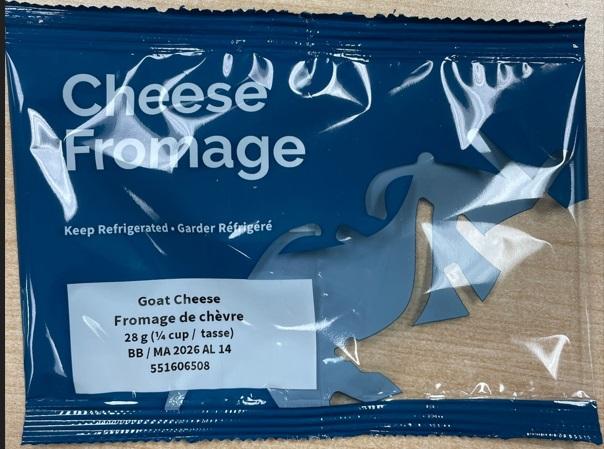 Cheese
Fromage
Keep Refrigerated • Garder Réfrigéré
Goat Cheese
Fromage de chèvre
28 g (¼ cup / tasse)
BB / MA 2026 AL 14
551606508